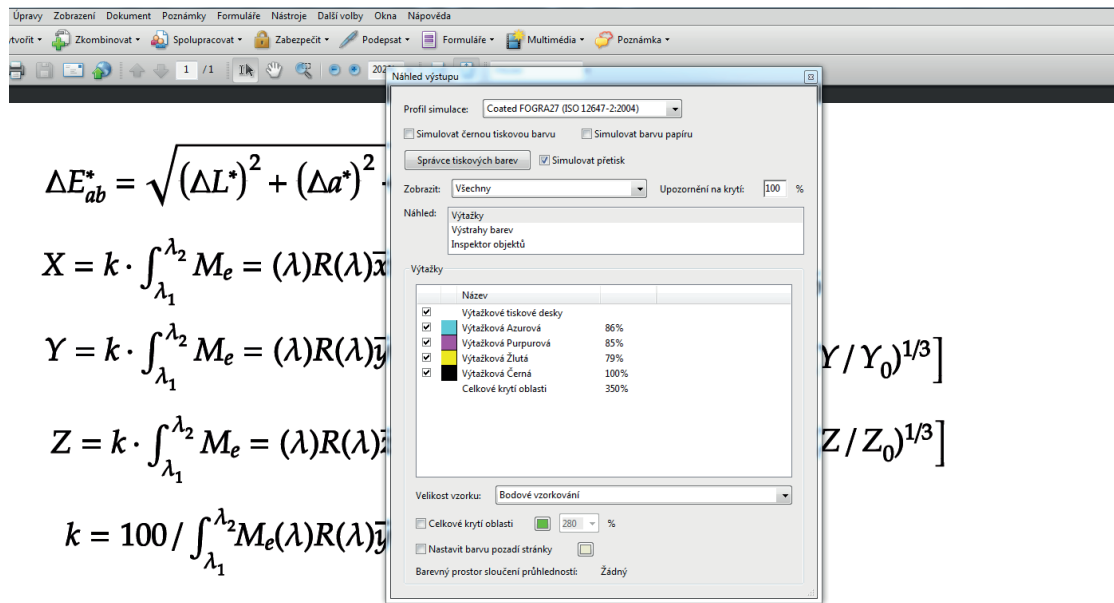 Úpravy Zobrazení Dokument Poznámky Formuláře Nástroje Další volby Okna Nápověda
Zkombinovat Spolupracovat Zabezpečit Podepsat Formuláře Multimédia Poznámka
1 / 1
Náhled výstupu
Profil simulace: Coated FOGRA27 (ISO 12647-2:2004)
Simulovat černou tiskovou barvu Simulovat barvu papíru
Správce tiskových barev Simulovat přetisk
Zobrazit: Všechny Upozornění na krytí: 100 %
Náhled: Výtažky
Výstrahy barev
Inspektor objektů
Výtažky
Název
Výtažkové tiskové desky
Výtažková Azurová 86%
Výtažková Purpurová 85%
Výtažková Žlutá 79%
Výtažková Černá 100%
Celkové krytí oblasti 350%
Velikost vzorku: Bodové vzorkování
Celkové krytí oblasti 280 %
Nastavit barvu pozadí stránky
Barevný prostor sloučení průhledností: Žádný
ΔE*ab = √(ΔL*)² + (Δa*)²
X = k · ∫λ₁λ₂ Mₑ = (λ)R(λ)x̅
Y = k · ∫λ₁λ₂ Mₑ = (λ)R(λ)y̅ Y / Y₀)^1/3]
Z = k · ∫λ₁λ₂ Mₑ = (λ)R(λ)z̅ Z / Z₀)^1/3]
k = 100 / ∫λ₁λ₂ Mₑ(λ)R(λ)y̅